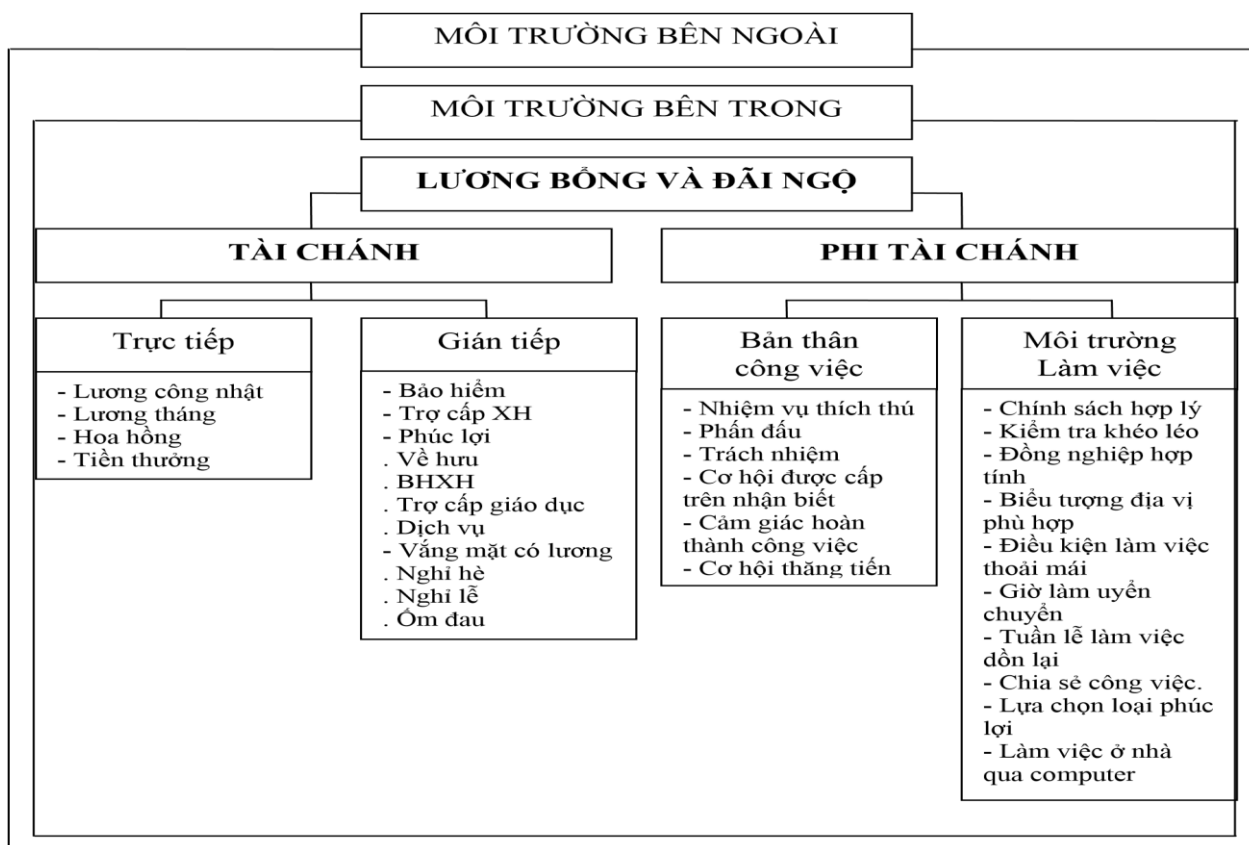 MÔI TRƯỜNG BÊN NGOÀI
MÔI TRƯỜNG BÊN TRONG
LƯƠNG BỔNG VÀ ĐÃI NGỘ
TÀI CHÁNH
PHI TÀI CHÁNH
Trực tiếp
- Lương công nhật
- Lương tháng
- Hoa hồng
- Tiền thưởng
Gián tiếp
- Bảo hiểm
- Trợ cấp XH
- Phúc lợi
. Về hưu
. BHXH
. Trợ cấp giáo dục
. Dịch vụ
- Vắng mặt có lương
. Nghỉ hè
. Nghỉ lễ
. Ốm đau
Bản thân
công việc
- Nhiệm vụ thích thú
- Phấn đấu
- Trách nhiệm
- Cơ hội được cấp
trên nhận biết
- Cảm giác hoàn
thành công việc
- Cơ hội thăng tiến
Môi trường
Làm việc
- Chính sách hợp lý
- Kiểm tra khéo léo
- Đồng nghiệp hợp
tính
- Biểu tượng địa vị
phù hợp
- Điều kiện làm việc
thoải mái
- Giờ làm uyển
chuyển
- Tuần lễ làm việc
dồn lại
- Chia sẻ công việc.
- Lựa chọn loại phúc
lợi
- Làm việc ở nhà
qua computer